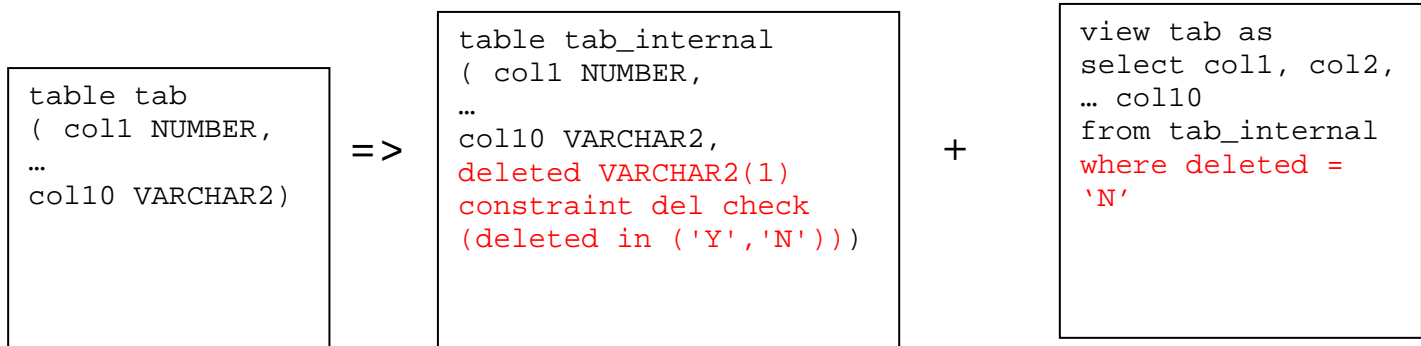 table tab
( col1 NUMBER,
…
col10 VARCHAR2)
=>
table tab_internal
( col1 NUMBER,
…
col10 VARCHAR2,
deleted VARCHAR2(1)
constraint del check
(deleted in ('Y','N')))
+
view tab as
select col1, col2,
… col10
from tab_internal
where deleted =
‘N’